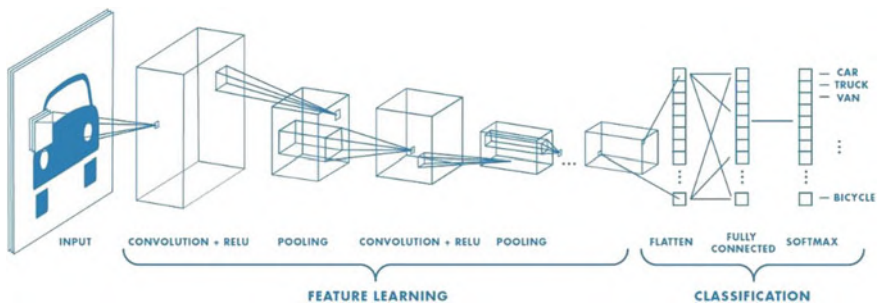 CAR
TRUCK
VAN
...
⋮
BICYCLE
INPUT
CONVOLUTION + RELU
POOLING
CONVOLUTION + RELU
POOLING
FLATTEN
FULLY
CONNECTED
SOFTMAX
FEATURE LEARNING
CLASSIFICATION